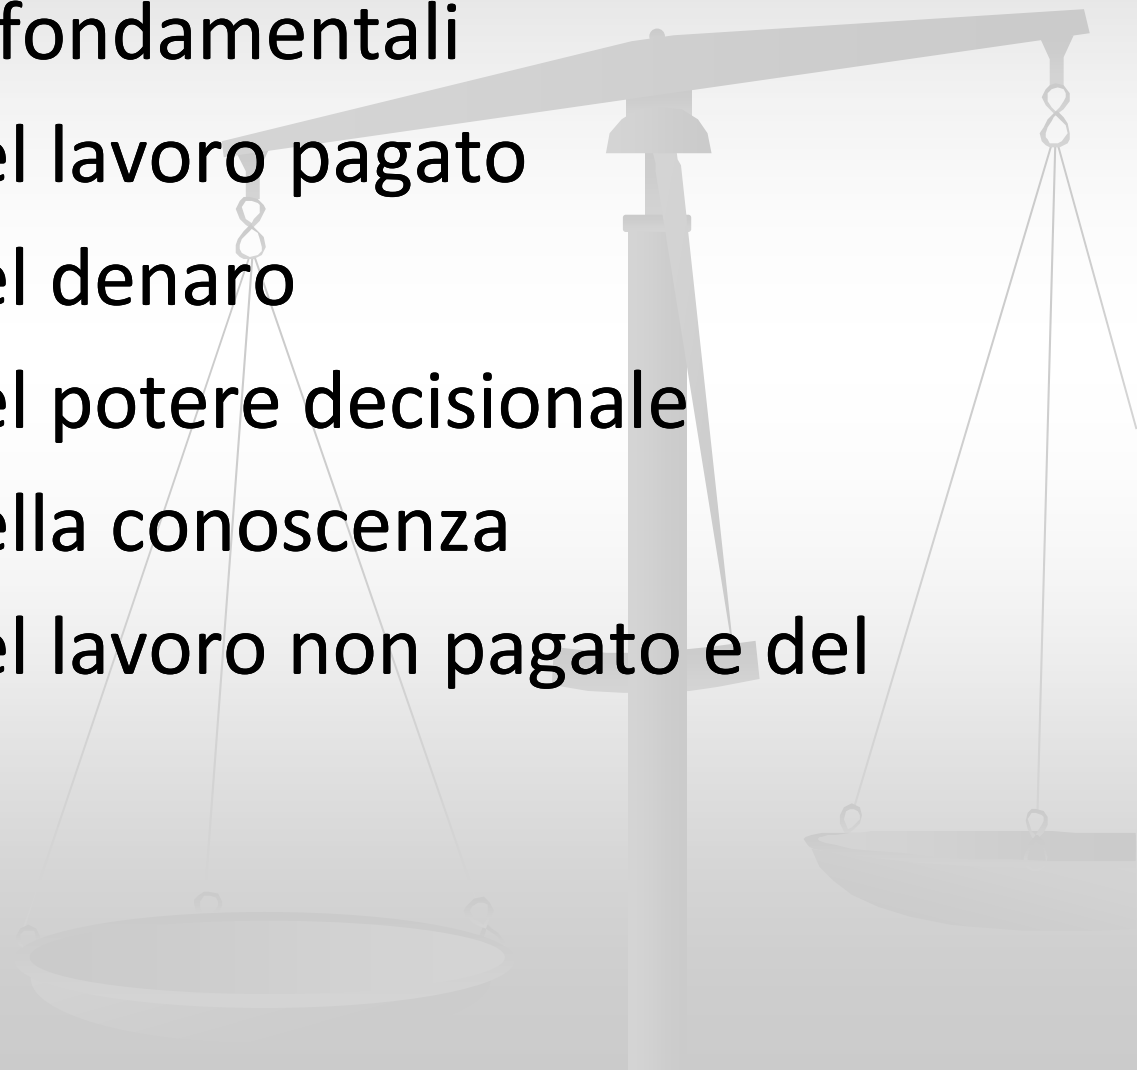 fondamentali
el lavoro pagato
el denaro
el potere decisionale
ella conoscenza
el lavoro non pagato e del